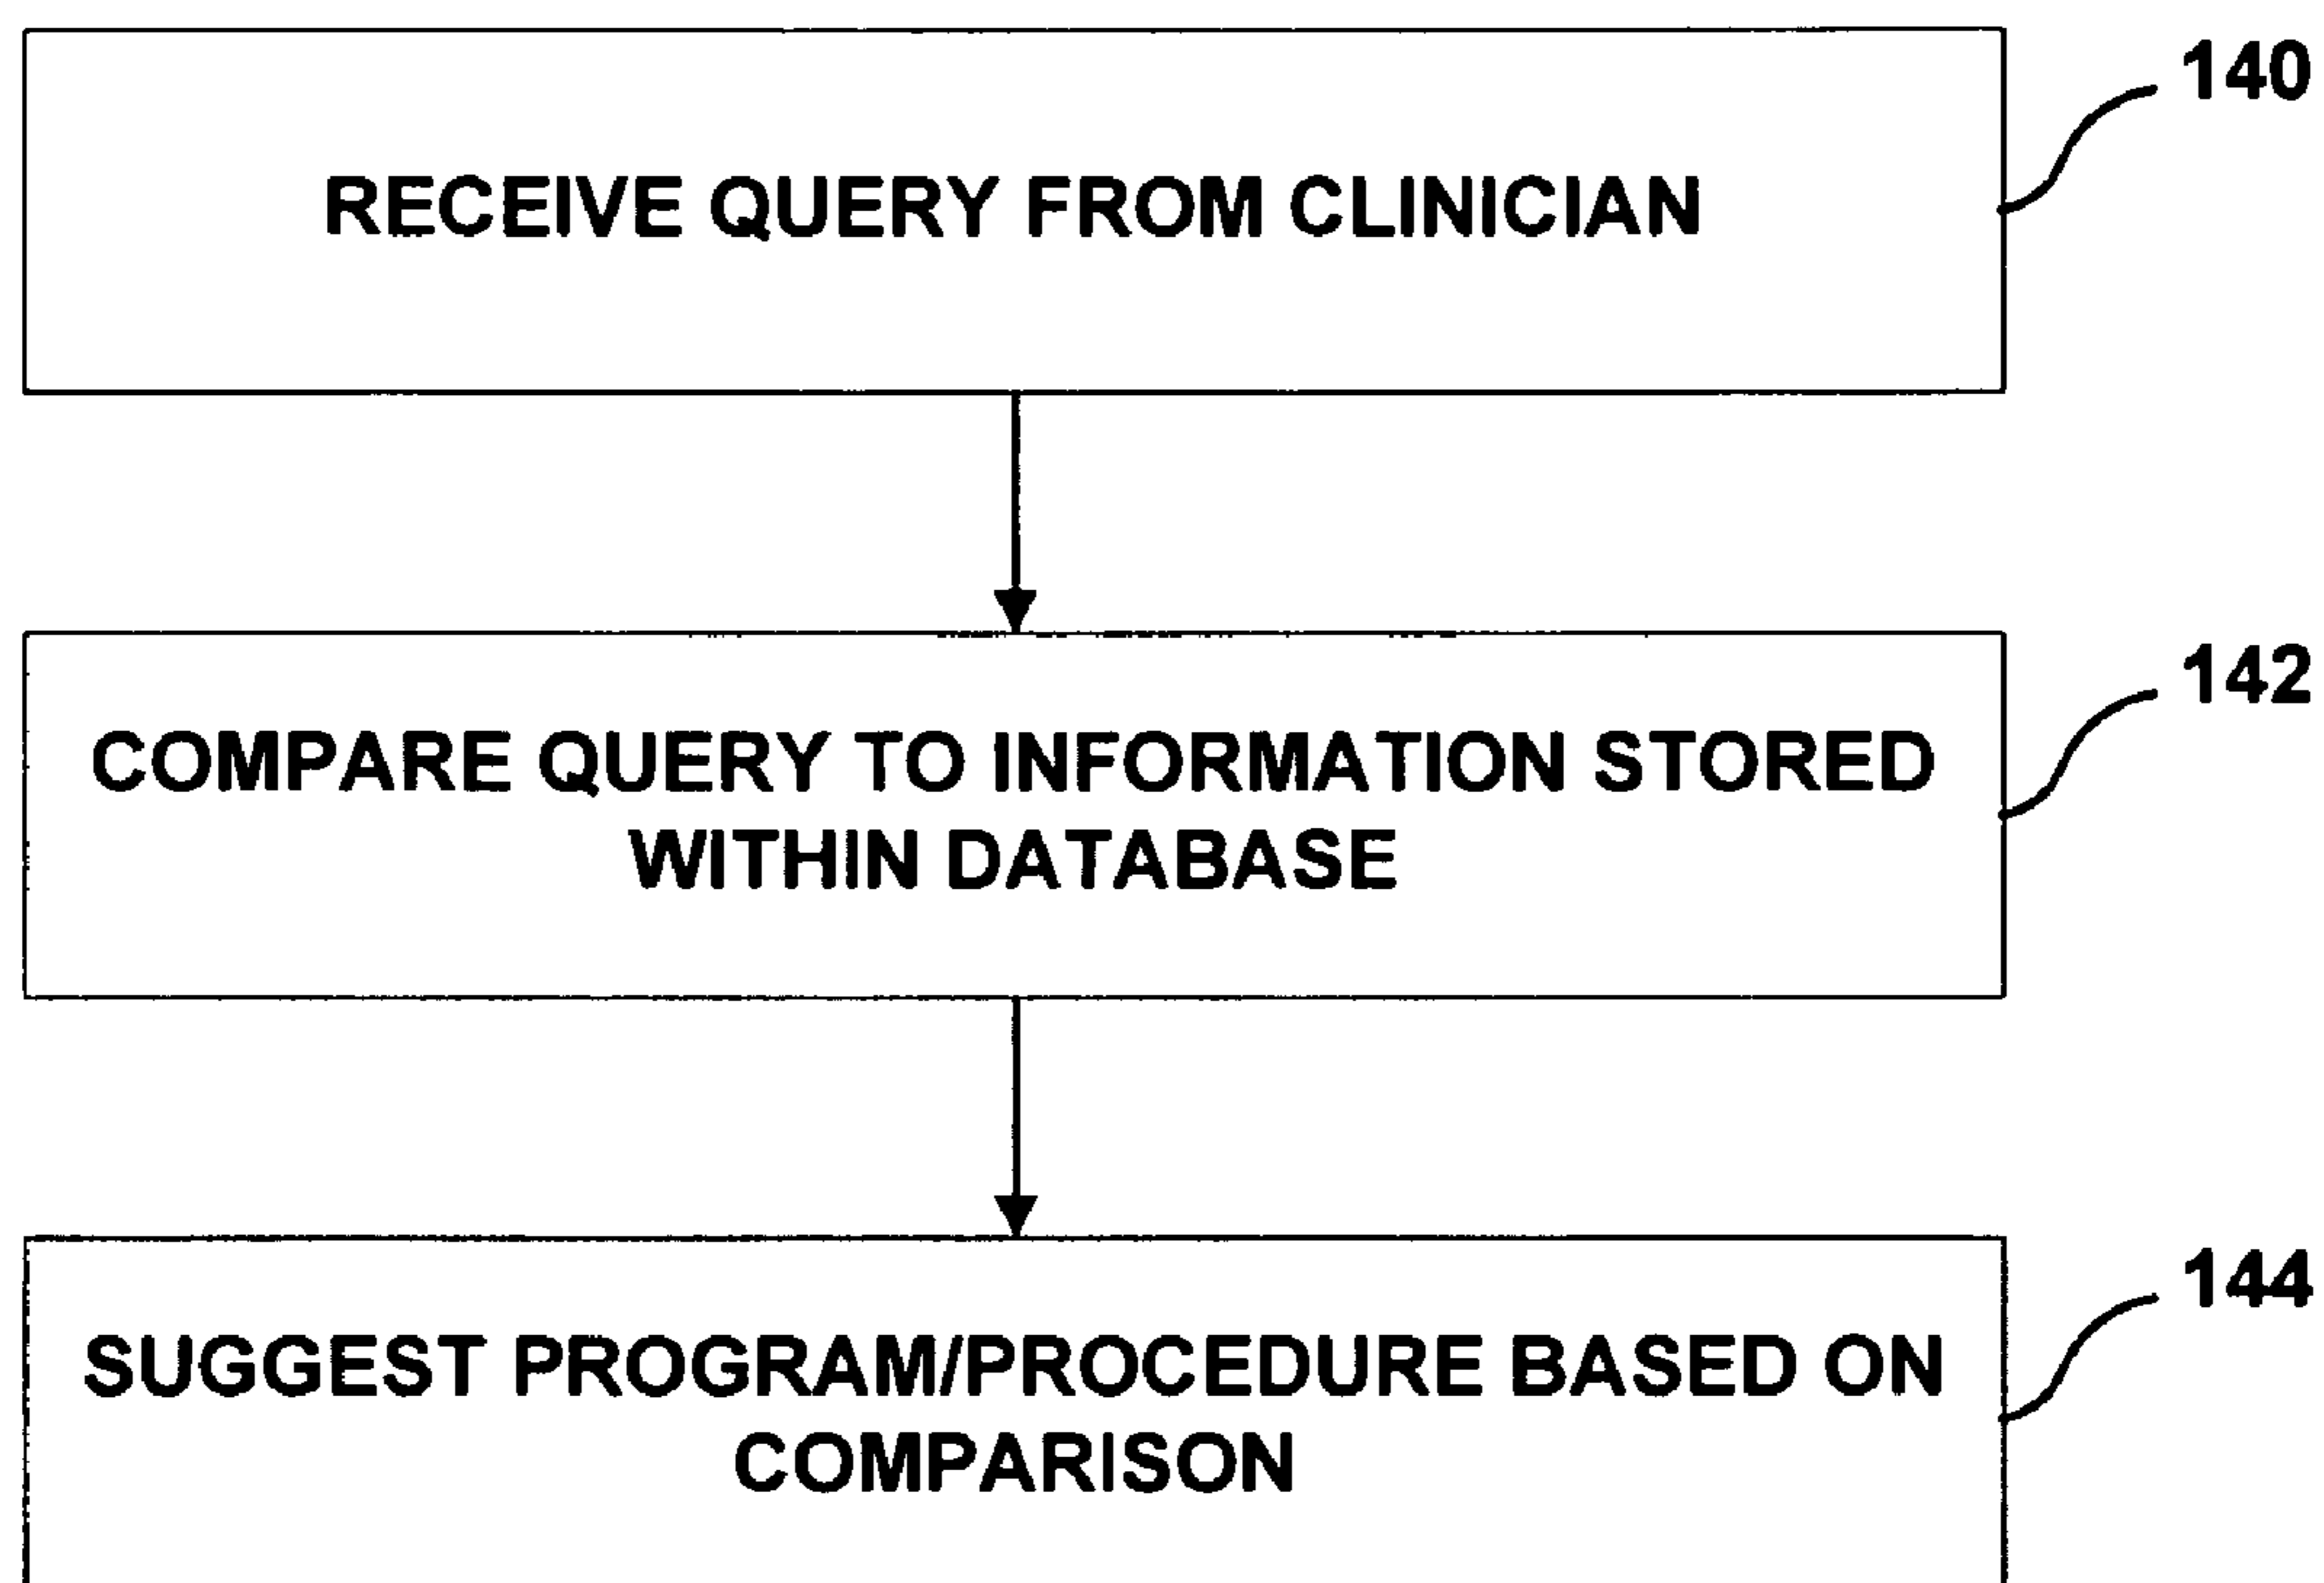 140
RECEIVE QUERY FROM CLINICIAN
142
COMPARE QUERY TO INFORMATION STORED
WITHIN DATABASE
144
SUGGEST PROGRAM/PROCEDURE BASED ON
COMPARISON